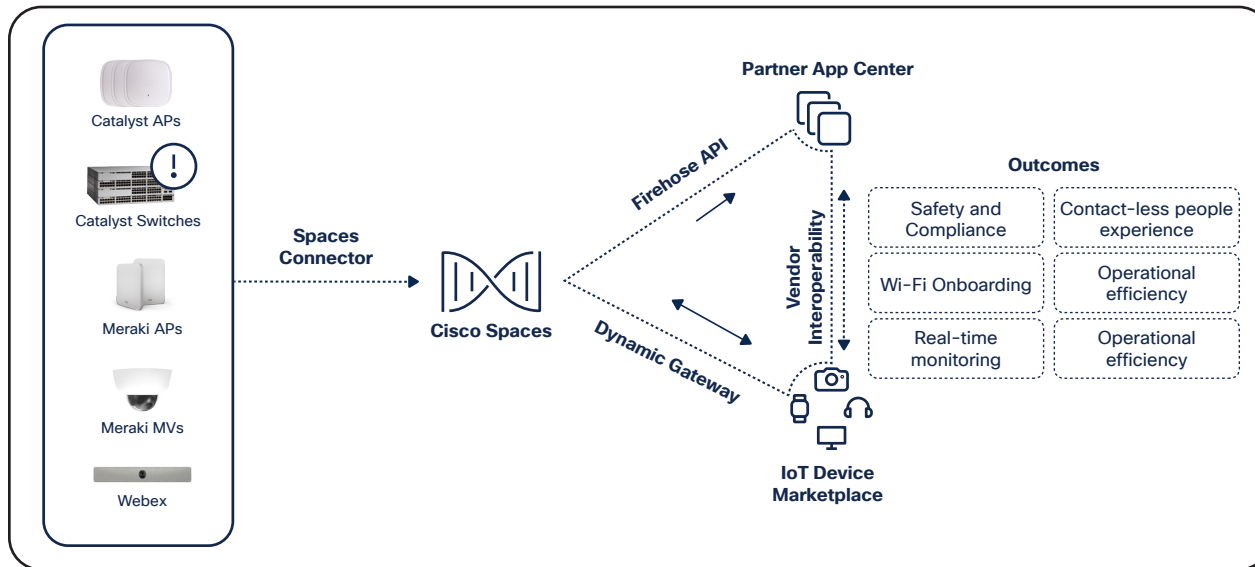 Catalyst APs
!
Catalyst Switches
Meraki APs
Meraki MVs
Webex
Spaces
Connector
Cisco Spaces
Firehose API
Dynamic Gateway
Partner App Center
Vendor
Interoperability
IoT Device
Marketplace
Outcomes
Safety and
Compliance
Contact-less people
experience
Wi-Fi Onboarding
Operational
efficiency
Real-time
monitoring
Operational
efficiency